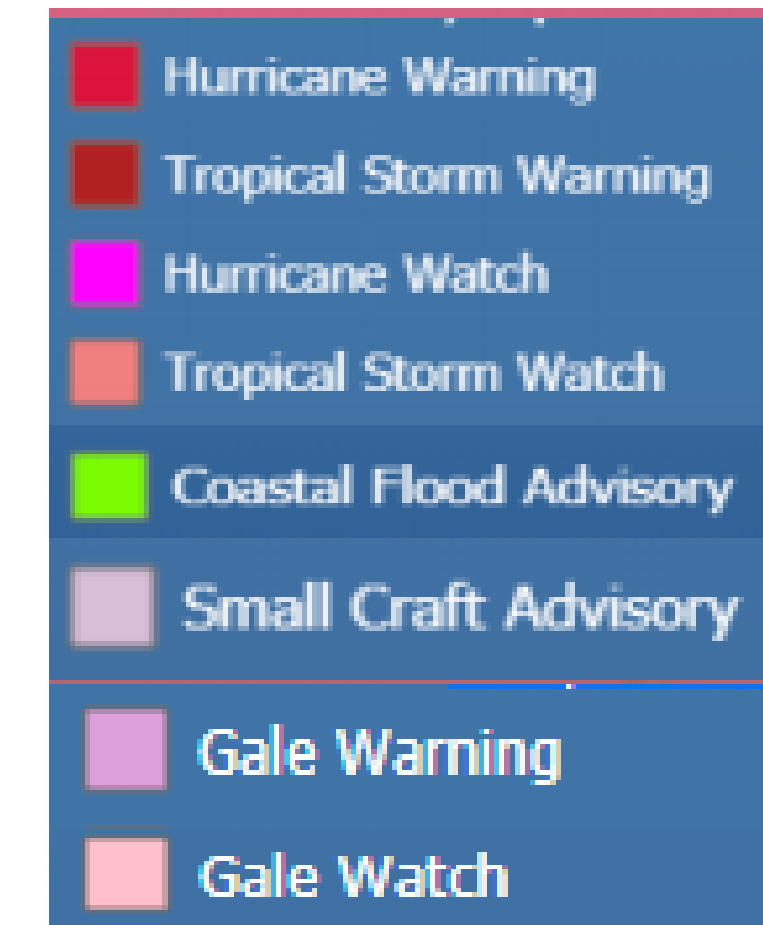 Hurricane Warning
Tropical Storm Warning
Hurricane Watch
Tropical Storm Watch
Coastal Flood Advisory
Small Craft Advisory
Gale Warning
Gale Watch